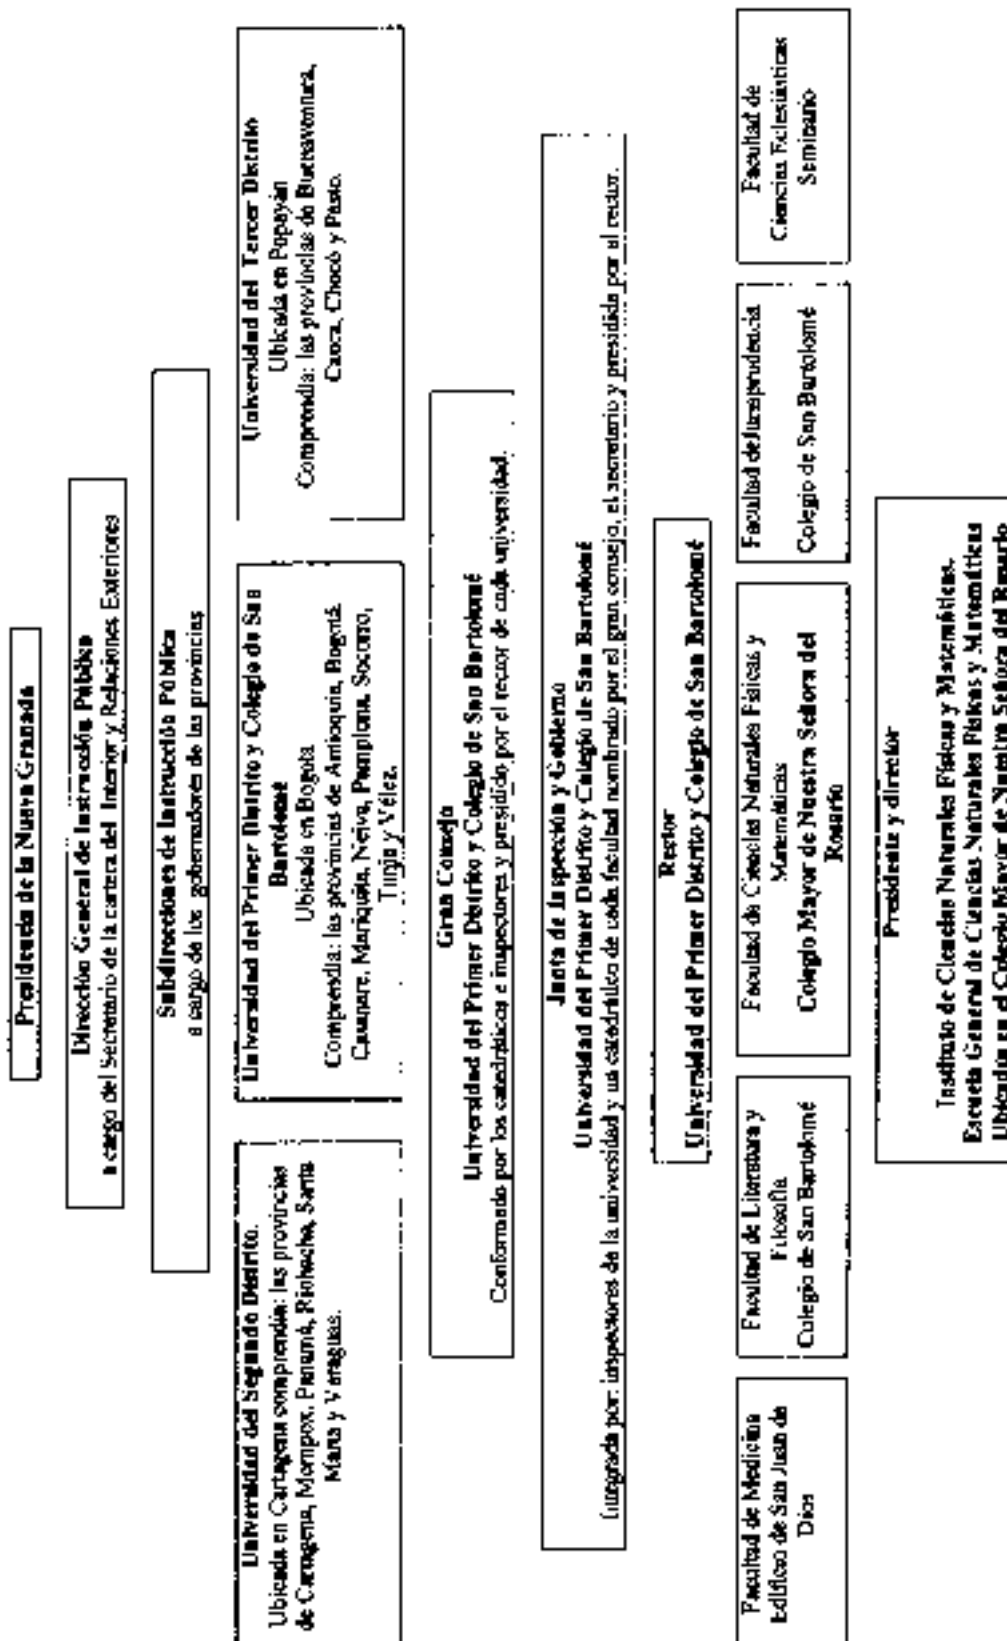 Presidencia de la Nueva Granada
Dirección General de Instrucción Pública
a cargo del Secretario de la cartera del Interior y Relaciones Exteriores
Subdirecciones de Instrucción Pública
a cargo de los gobernadores de las provincias
Universidad del Segundo Distrito.
Ubicada en Cartagena comprendía: las provincias
de Cartagena, Mompox, Panamá, Riohacha, Santa
Marta y Veraguas.
Universidad del Primer Distrito y Colegio de San
Bartolomé
Ubicada en Bogotá
Comprendía: las provincias de Antioquia, Bogotá,
Casanare, Mariquita, Neiva, Pamplona, Socorro,
Tunja y Vélez.
Universidad del Tercer Distrito
Ubicada en Popayán
Comprendía: las provincias de Buenaventura,
Cauca, Chocó y Pasto.
Gran Consejo
Universidad del Primer Distrito y Colegio de San Bartolomé
Conformado por los catedráticos e inspectores y presidido por el rector de cada universidad.
Junta de Inspección y Gobierno
Universidad del Primer Distrito y Colegio de San Bartolomé
Integrada por: inspectores de la universidad y un catedrático de cada facultad nombrado por el gran consejo, el secretario y presidida por el rector.
Rector
Universidad del Primer Distrito y Colegio de San Bartolomé
Facultad de Medicina
Edificio de San Juan de
Dios
Facultad de Literatura y
Filosofía
Colegio de San Bartolomé
Facultad de Ciencias Naturales Físicas y
Matemáticas
Colegio Mayor de Nuestra Señora del
Rosario
Facultad de Jurisprudencia
Colegio de San Bartolomé
Facultad de
Ciencias Eclesiásticas
Seminario
Presidente y director
Instituto de Ciencias Naturales Físicas y Matemáticas.
Escuela General de Ciencias Naturales Físicas y Matemáticas
Ubicado en el Colegio Mayor de Nuestra Señora del Rosario